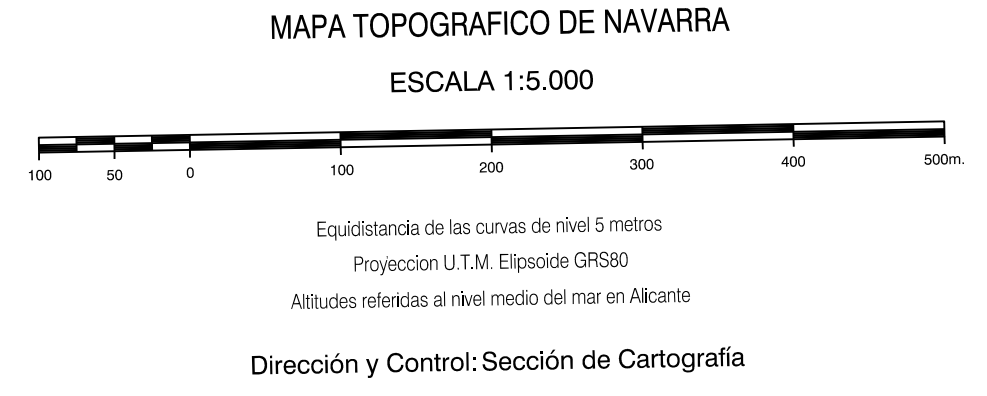 MAPA TOPOGRAFICO DE NAVARRA
ESCALA 1:5.000
100 50 0 100 200 300 400 500m.
Equidistancia de las curvas de nivel 5 metros
Proyeccion U.T.M. Elipsoide GRS80
Altitudes referidas al nivel medio del mar en Alicante
Dirección y Control: Sección de Cartografía